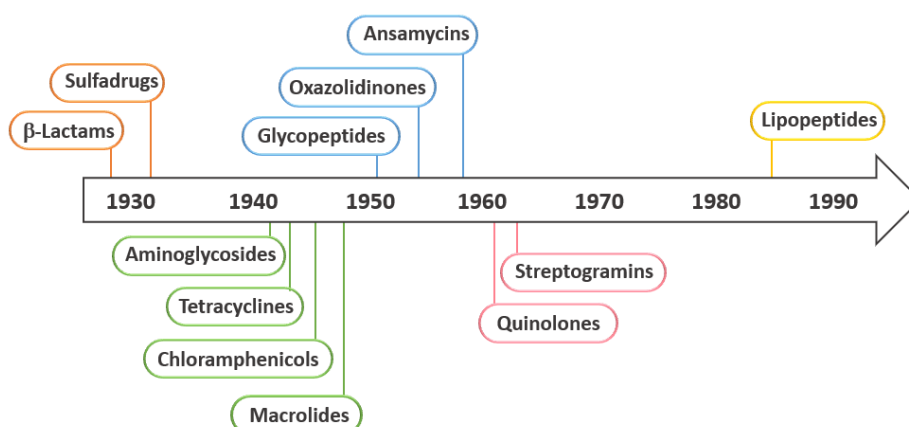 Ansamycins
Sulfadrugs
Oxazolidinones
β-Lactams
Glycopeptides
Lipopeptides
1930 1940 1950 1960 1970 1980 1990
Aminoglycosides
Streptogramins
Tetracyclines
Quinolones
Chloramphenicols
Macrolides